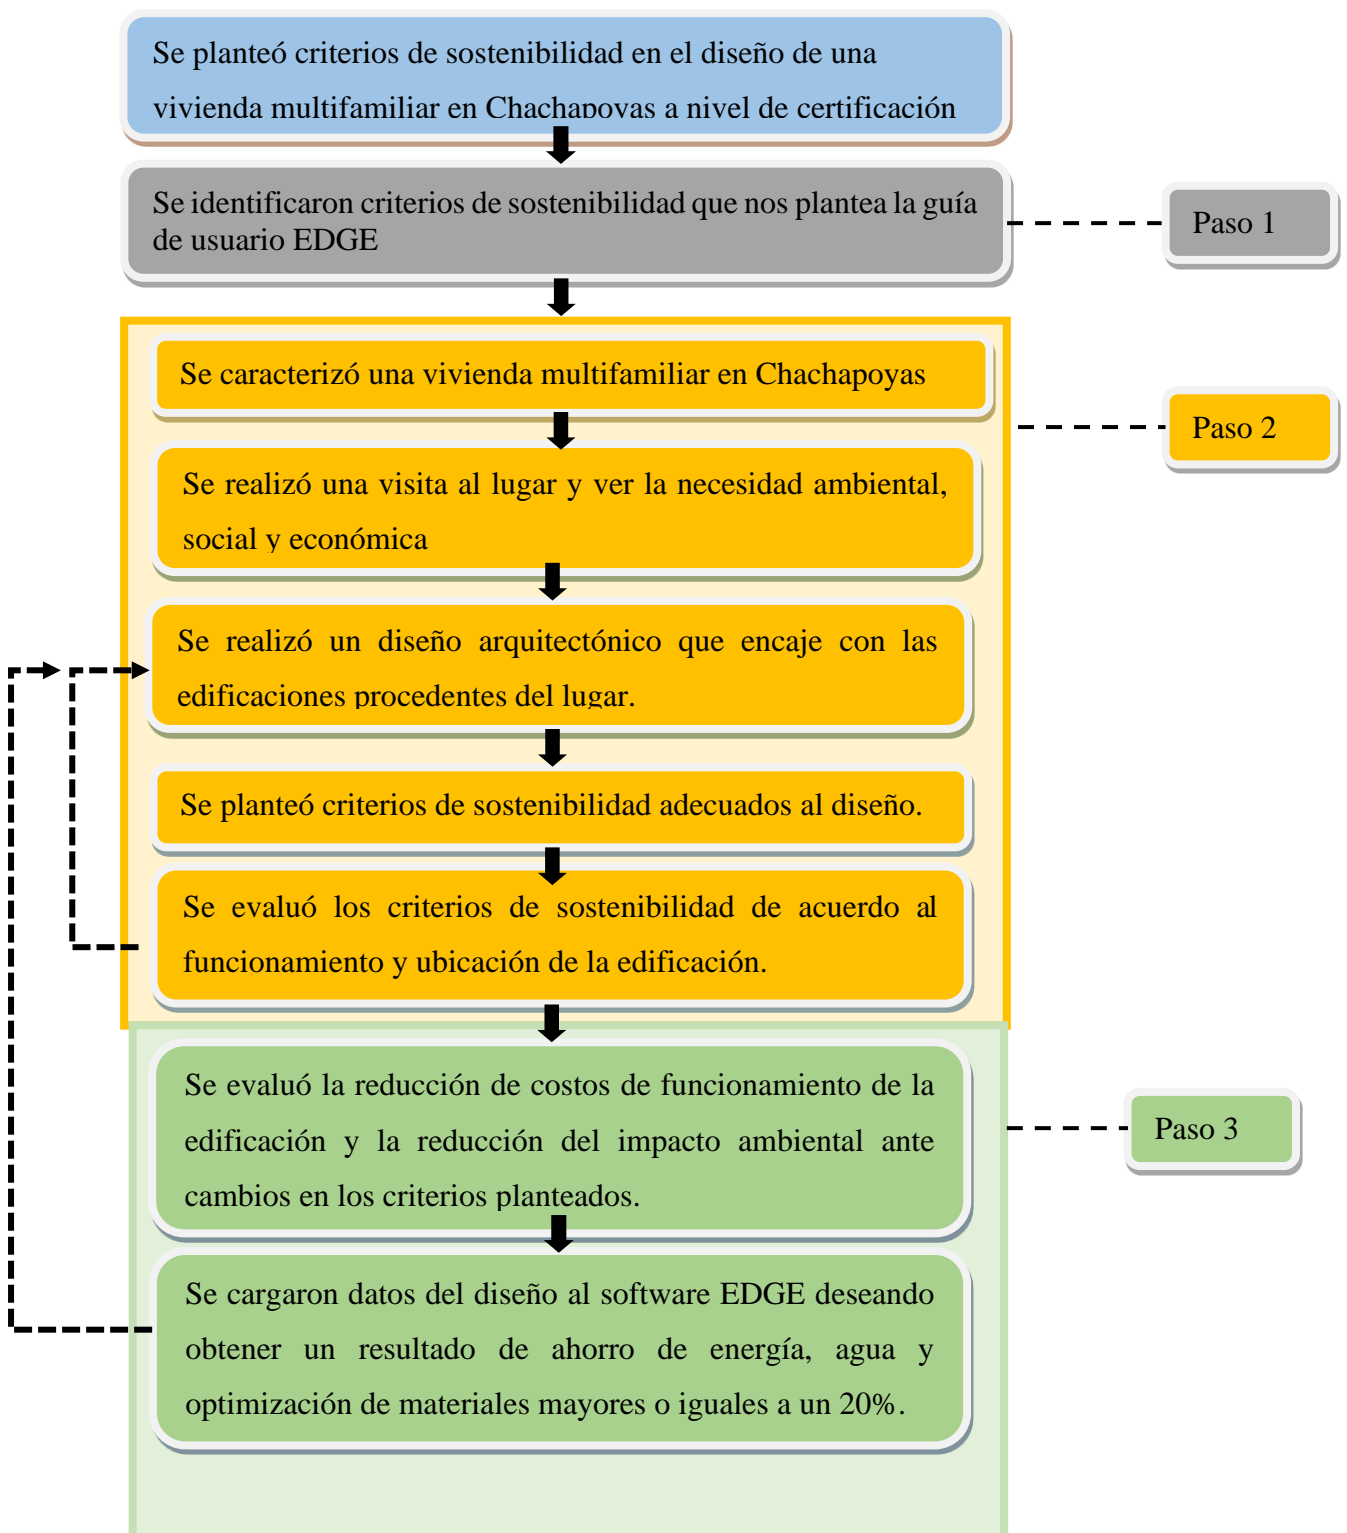 Se planteó criterios de sostenibilidad en el diseño de una
vivienda multifamiliar en Chachapoyas a nivel de certificación
Se identificaron criterios de sostenibilidad que nos plantea la guía
de usuario EDGE
Paso 1
Se caracterizó una vivienda multifamiliar en Chachapoyas
Paso 2
Se realizó una visita al lugar y ver la necesidad ambiental,
social y económica
Se realizó un diseño arquitectónico que encaje con las
edificaciones procedentes del lugar.
Se planteó criterios de sostenibilidad adecuados al diseño.
Se evaluó los criterios de sostenibilidad de acuerdo al
funcionamiento y ubicación de la edificación.
Se evaluó la reducción de costos de funcionamiento de la
edificación y la reducción del impacto ambiental ante
cambios en los criterios planteados.
Paso 3
Se cargaron datos del diseño al software EDGE deseando
obtener un resultado de ahorro de energía, agua y
optimización de materiales mayores o iguales a un 20%.